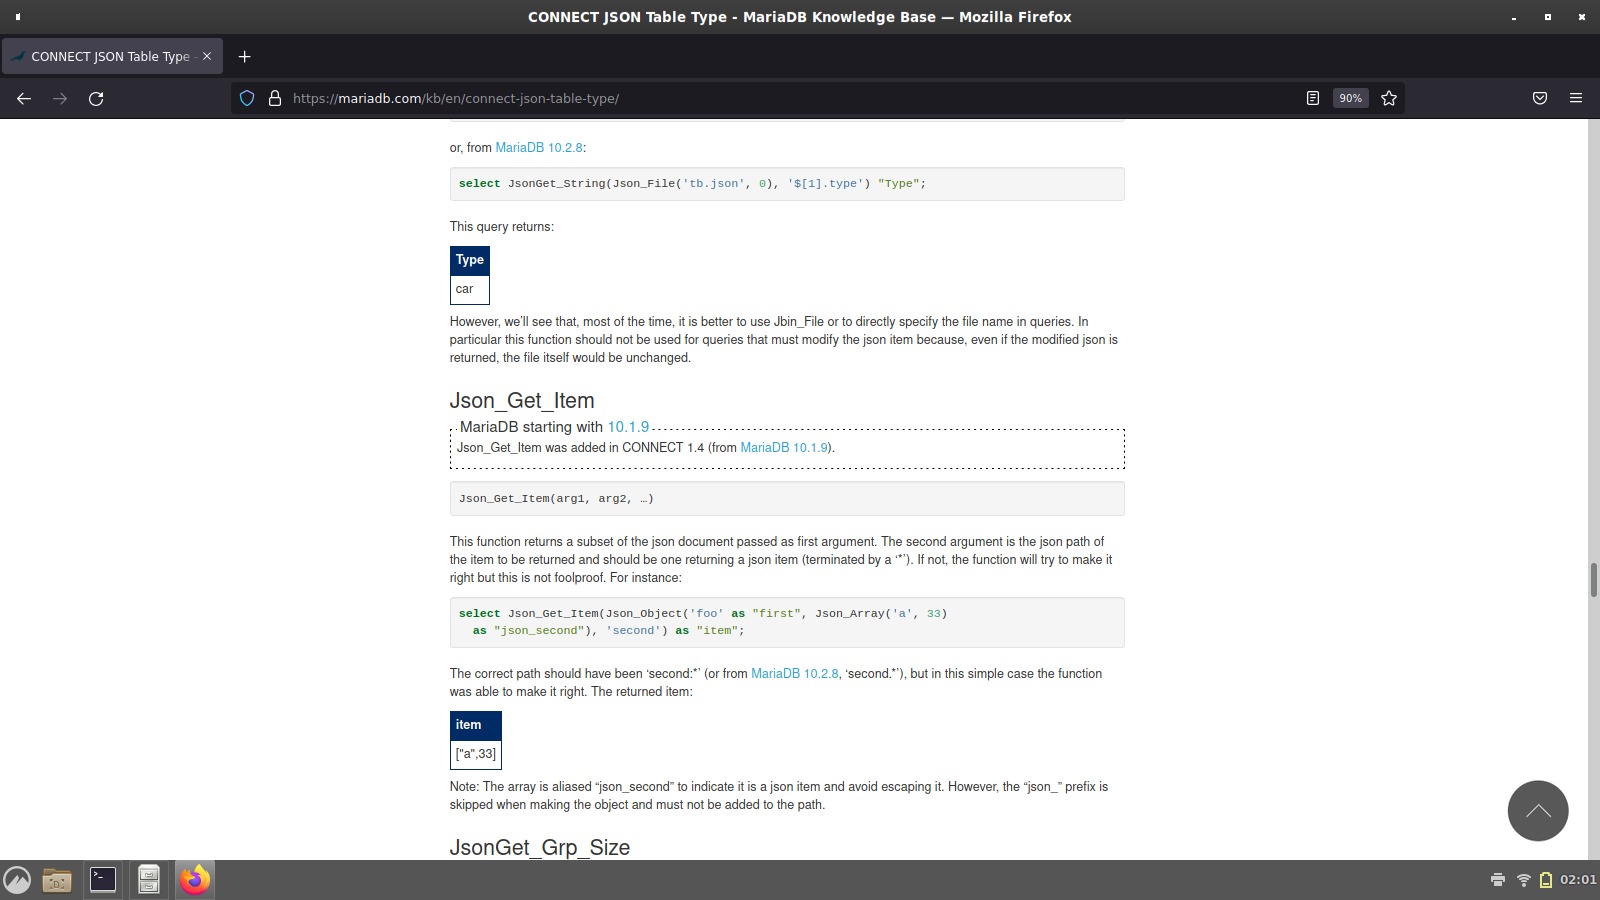 CONNECT JSON Table Type - MariaDB Knowledge Base — Mozilla Firefox
CONNECT JSON Table Type -
https://mariadb.com/kb/en/connect-json-table-type/
90%
or, from MariaDB 10.2.8:
select JsonGet_String(Json_File('tb.json', 0), '$[1].type') "Type";
This query returns:
Type
car
However, we’ll see that, most of the time, it is better to use Jbin_File or to directly specify the file name in queries. In
particular this function should not be used for queries that must modify the json item because, even if the modified json is
returned, the file itself would be unchanged.
Json_Get_Item
MariaDB starting with 10.1.9
Json_Get_Item was added in CONNECT 1.4 (from MariaDB 10.1.9).
Json_Get_Item(arg1, arg2, …)
This function returns a subset of the json document passed as first argument. The second argument is the json path of
the item to be returned and should be one returning a json item (terminated by a ‘*’). If not, the function will try to make it
right but this is not foolproof. For instance:
select Json_Get_Item(Json_Object('foo' as "first", Json_Array('a', 33)
as "json_second"), 'second') as "item";
The correct path should have been ‘second:*’ (or from MariaDB 10.2.8, ‘second.*’), but in this simple case the function
was able to make it right. The returned item:
item
["a",33]
Note: The array is aliased “json_second” to indicate it is a json item and avoid escaping it. However, the “json_” prefix is
skipped when making the object and must not be added to the path.
JsonGet_Grp_Size
02:01